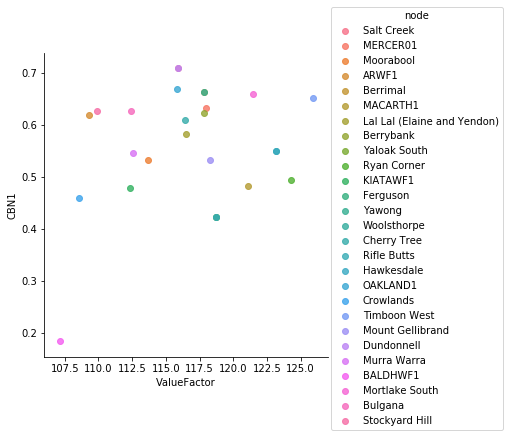 node
Salt Creek
MERCER01
Moorabool
ARWF1
Berrimal
MACARTH1
Lal Lal (Elaine and Yendon)
Berrybank
Yaloak South
Ryan Corner
KIATAWF1
Ferguson
Yawong
Woolsthorpe
Cherry Tree
Rifle Butts
Hawkesdale
OAKLAND1
Crowlands
Timboon West
Mount Gellibrand
Dundonnell
Murra Warra
BALDHWF1
Mortlake South
Bulgana
Stockyard Hill
0.7
0.6
0.5
0.4
0.3
0.2
CBN1
107.5 110.0 112.5 115.0 117.5 120.0 122.5 125.0
ValueFactor